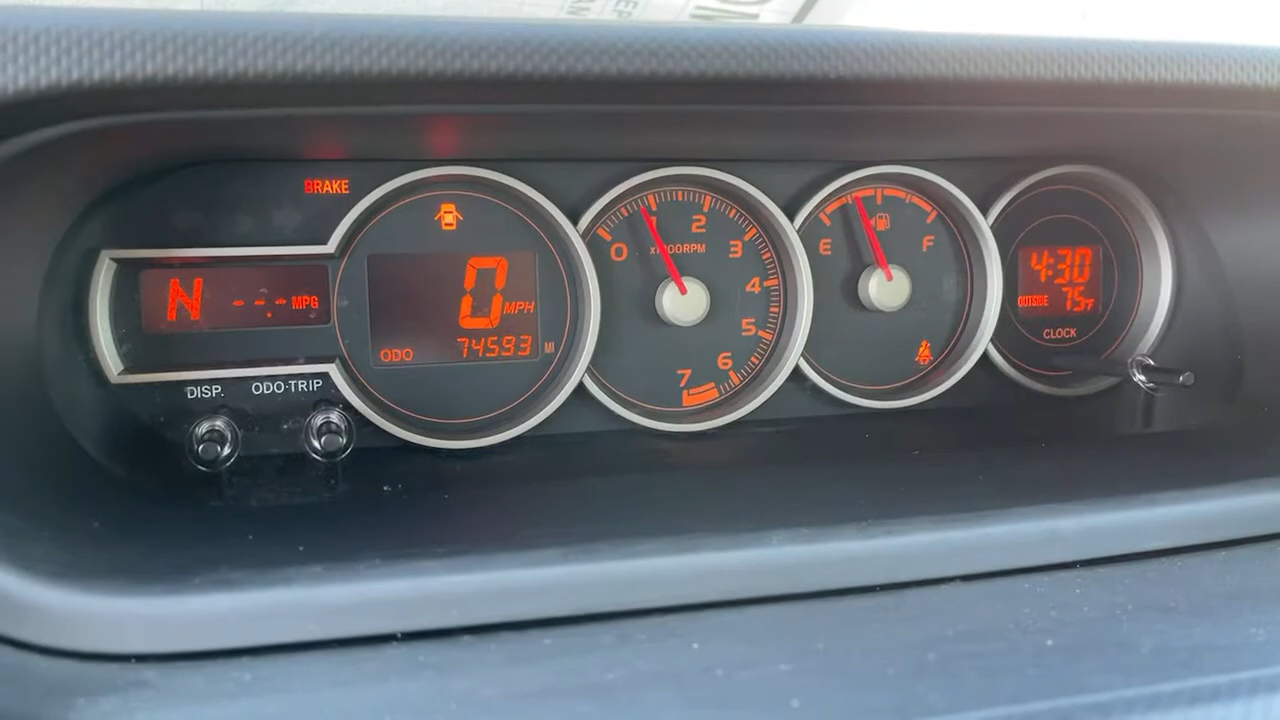 BRAKE
N - - - MPG
0 MPH
ODO 74593 MI
DISP. ODO·TRIP
0 1 2 3 4 5 6 7
x1000RPM
E F
4:30
OUTSIDE 75°F
CLOCK